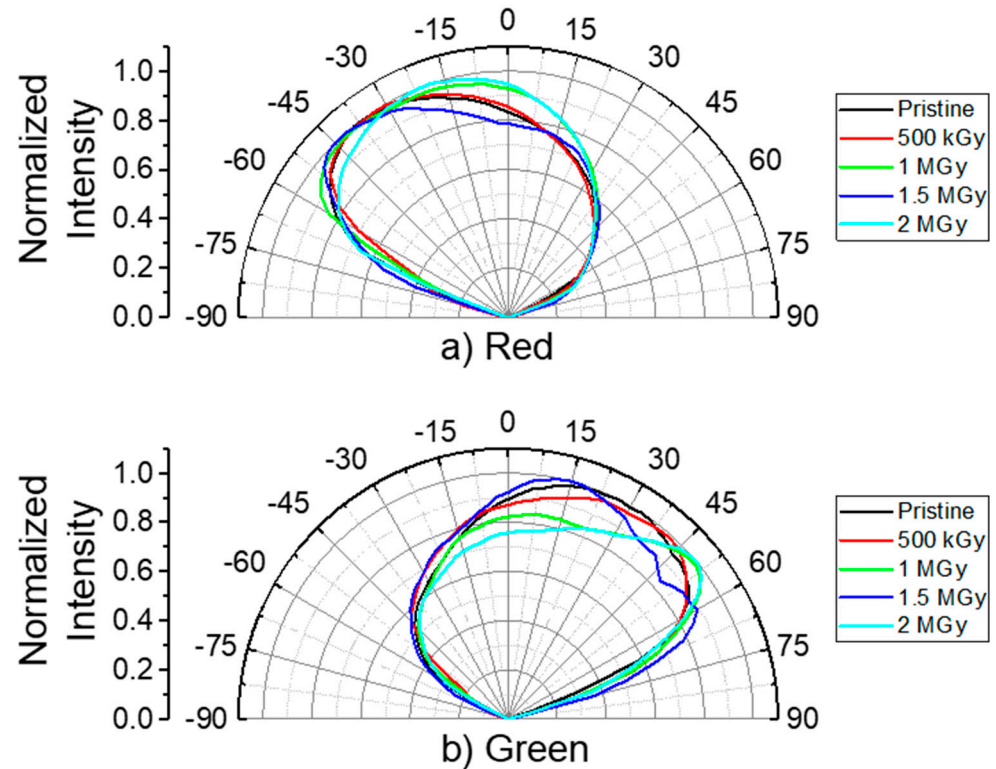 0
-15
15
-30
30
-45
45
-60
60
-75
75
-90
90
1.0
0.8
0.6
0.4
0.2
0.0
Normalized
Intensity
Pristine
500 kGy
1 MGy
1.5 MGy
2 MGy
a) Red
0
-15
15
-30
30
-45
45
-60
60
-75
75
-90
90
1.0
0.8
0.6
0.4
0.2
0.0
Normalized
Intensity
Pristine
500 kGy
1 MGy
1.5 MGy
2 MGy
b) Green